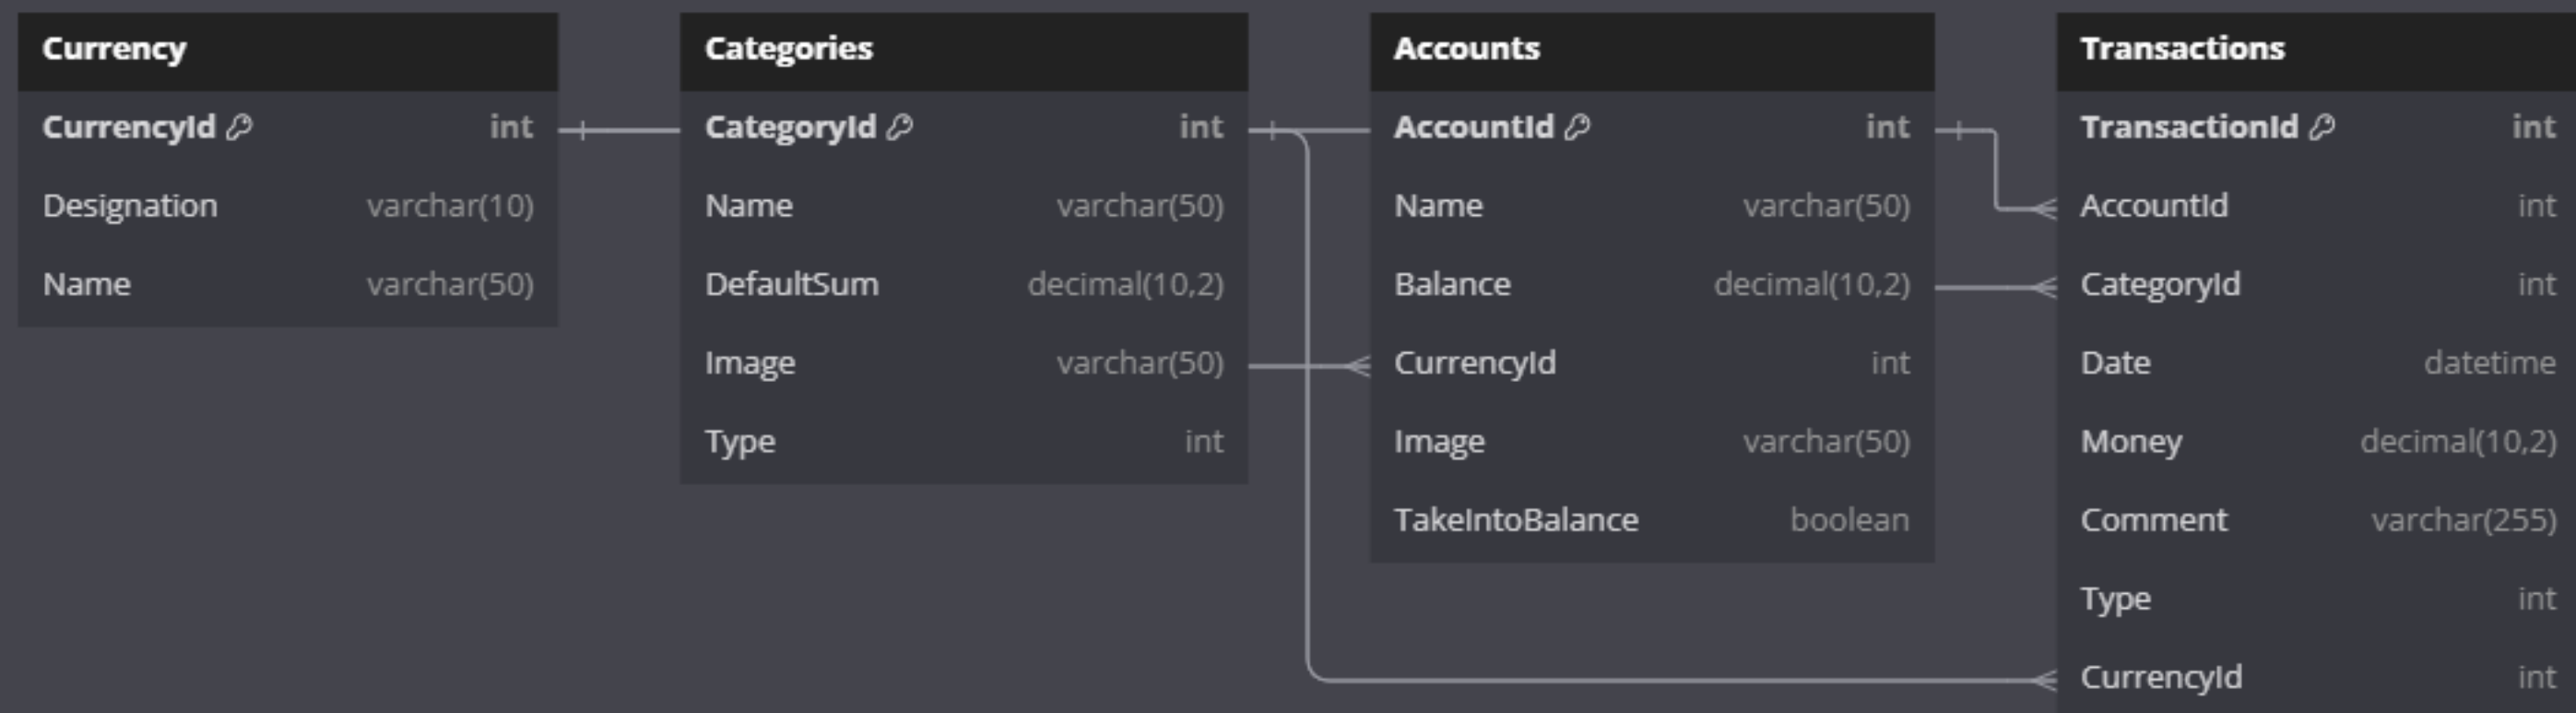 Currency
CurrencyId int
Designation varchar(10)
Name varchar(50)
Categories
CategoryId int
Name varchar(50)
DefaultSum decimal(10,2)
Image varchar(50)
Type int
Accounts
AccountId int
Name varchar(50)
Balance decimal(10,2)
CurrencyId int
Image varchar(50)
TakeIntoBalance boolean
Transactions
TransactionId int
AccountId int
CategoryId int
Date datetime
Money decimal(10,2)
Comment varchar(255)
Type int
CurrencyId int